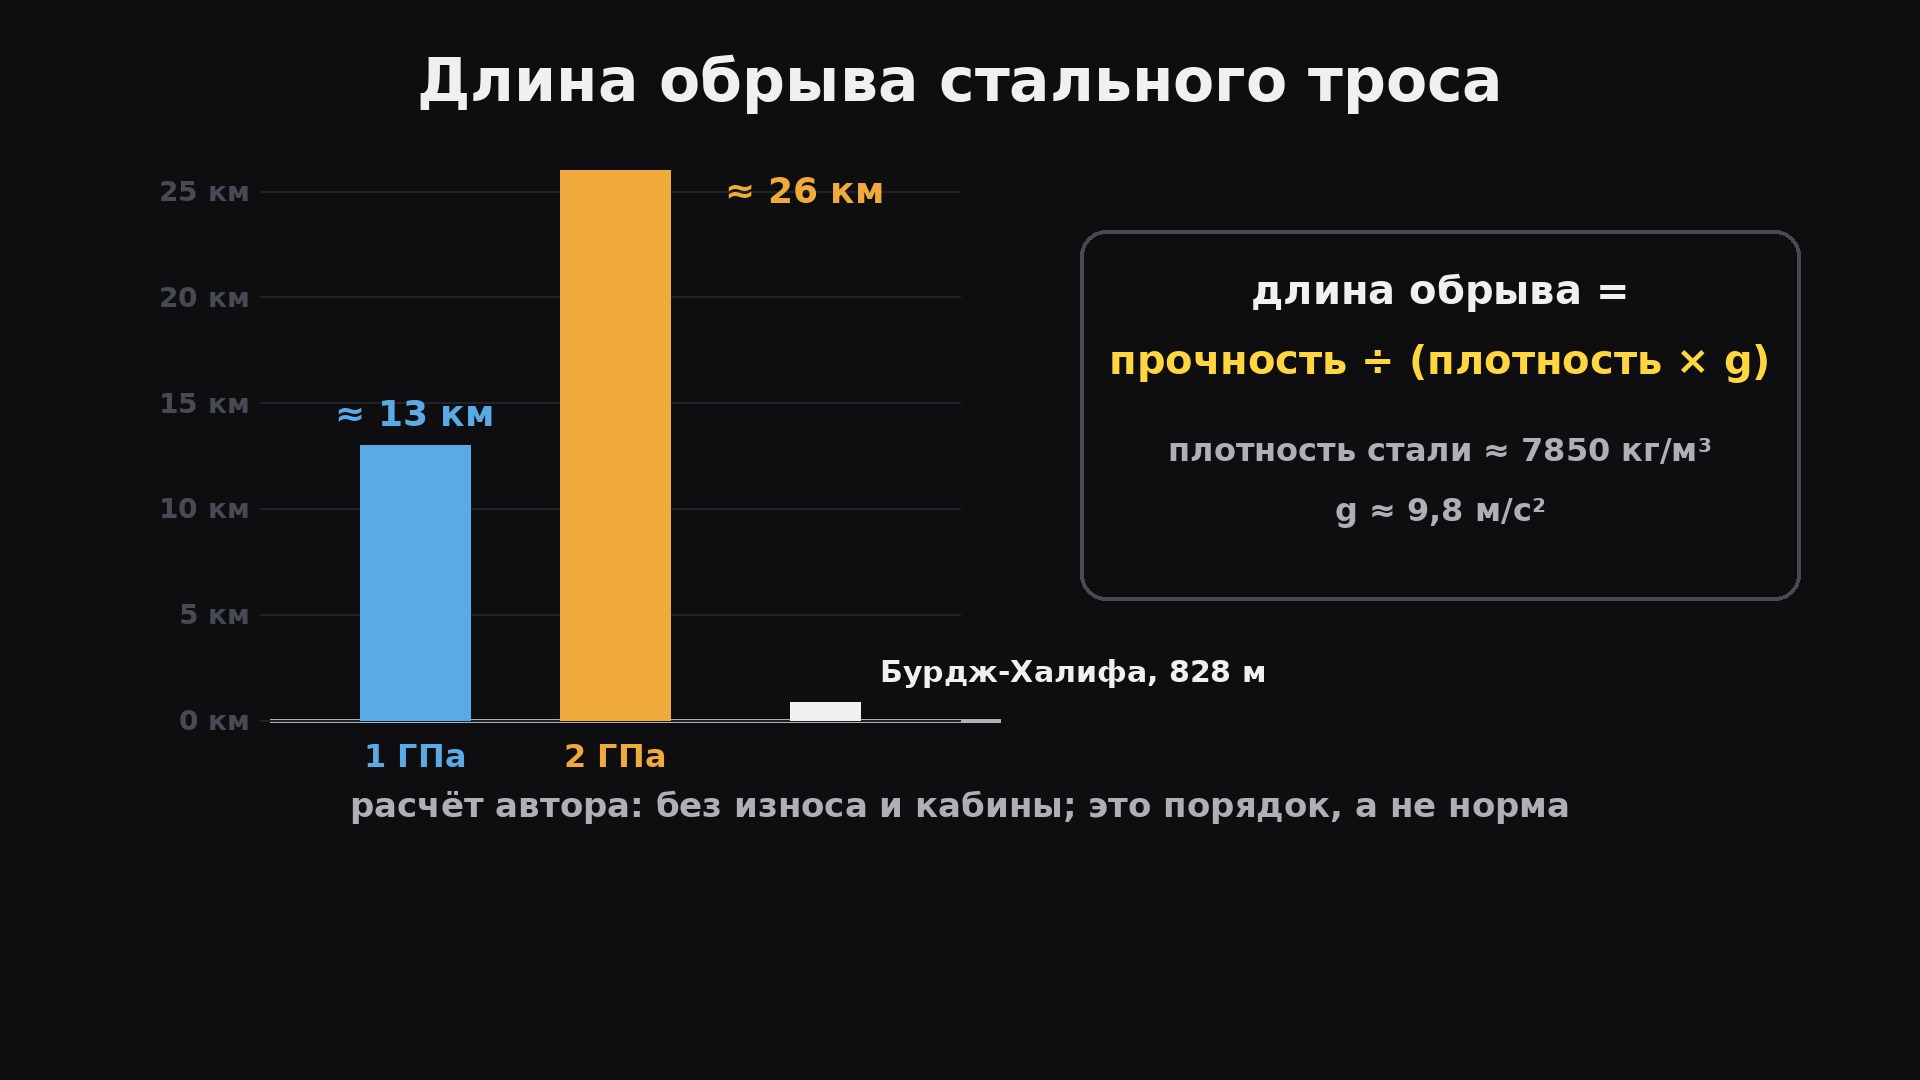 Длина обрыва стального троса
25 км
≈ 26 км
20 км
15 км
≈ 13 км
10 км
5 км
0 км
Бурдж-Халифа, 828 м
1 ГПа
2 ГПа
длина обрыва =
прочность ÷ (плотность × g)
плотность стали ≈ 7850 кг/м³
g ≈ 9,8 м/с²
расчёт автора: без износа и кабины; это порядок, а не норма